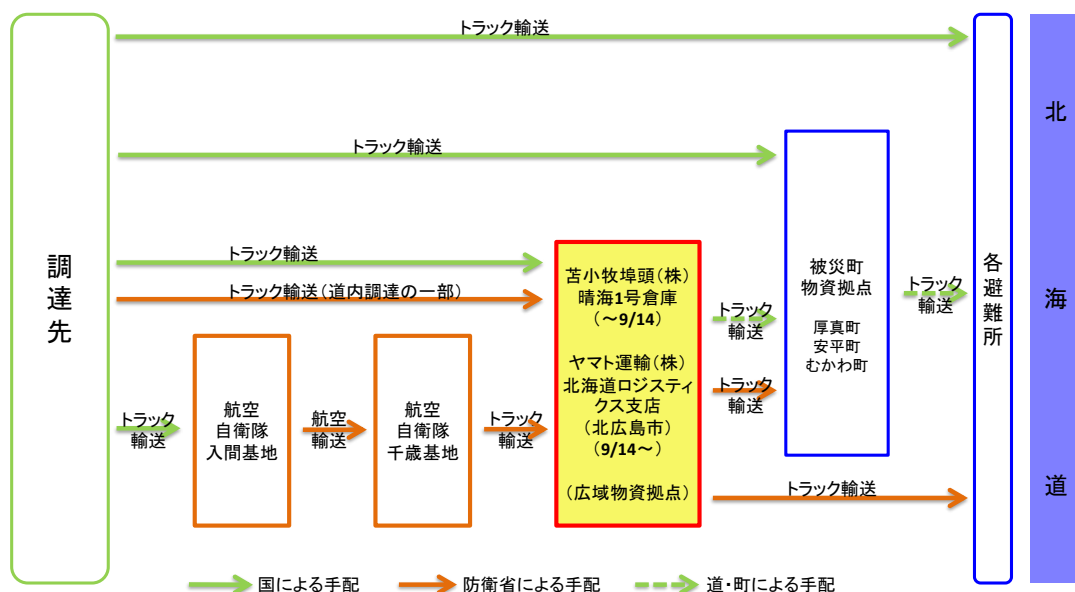 トラック輸送
トラック輸送
トラック輸送
トラック輸送（道内調達の一部）
調達先
トラック
輸送
航空
自衛隊
入間基地
航空
輸送
航空
自衛隊
千歳基地
トラック
輸送
苫小牧埠頭（株）
晴海1号倉庫
（～9/14）
ヤマト運輸（株）
北海道ロジスティ
クス支店
（北広島市）
（9/14～）
（広域物資拠点）
トラック
輸送
トラック
輸送
トラック輸送
被災町
物資拠点
厚真町
安平町
むかわ町
トラック
輸送
各避難所
北海道
国による手配
防衛省による手配
道・町による手配